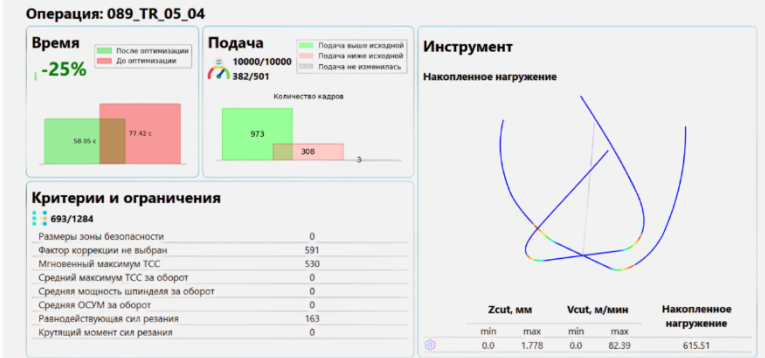 Операция: 089_TR_05_04
Время
После оптимизации
До оптимизации
-25%
58.05 с
77.42 с
Подача
Подача выше исходной
Подача ниже исходной
Подача не изменилась
10000/10000
382/501
Количество кадров
973
308
3
Критерии и ограничения
693/1284
Размеры зоны безопасности 0
Фактор коррекции не выбран 591
Мгновенный максимум ТСС 530
Средний максимум ТСС за оборот 0
Средняя мощность шпинделя за оборот 0
Средняя ОСУМ за оборот 0
Равнодействующая сил резания 163
Крутящий момент сил резания 0
Инструмент
Накопленное нагружение
Zcut, мм Vcut, м/мин Накопленное
нагружение
min max min max
0.0 1.778 0.0 82.39 615.51